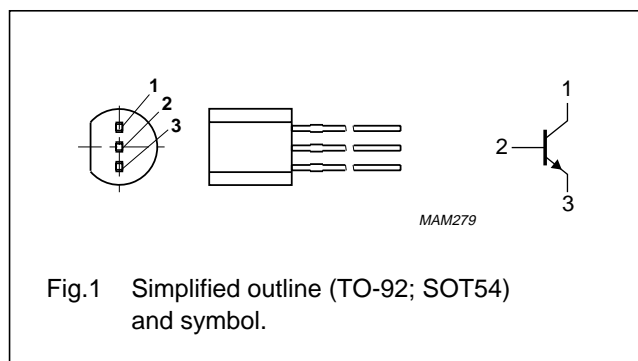 1
2
3
1
2
3
MAM279
Fig.1 Simplified outline (TO-92; SOT54)
and symbol.